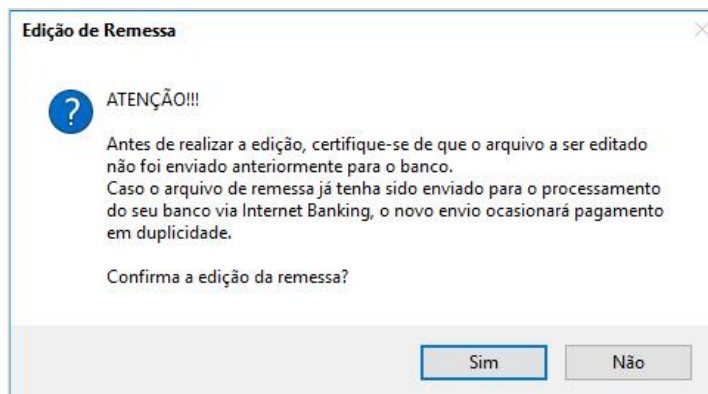 Edição de Remessa
ATENÇÃO!!!
Antes de realizar a edição, certifique-se de que o arquivo a ser editado
não foi enviado anteriormente para o banco.
Caso o arquivo de remessa já tenha sido enviado para o processamento
do seu banco via Internet Banking, o novo envio ocasionará pagamento
em duplicidade.
Confirma a edição da remessa?
Sim
Não